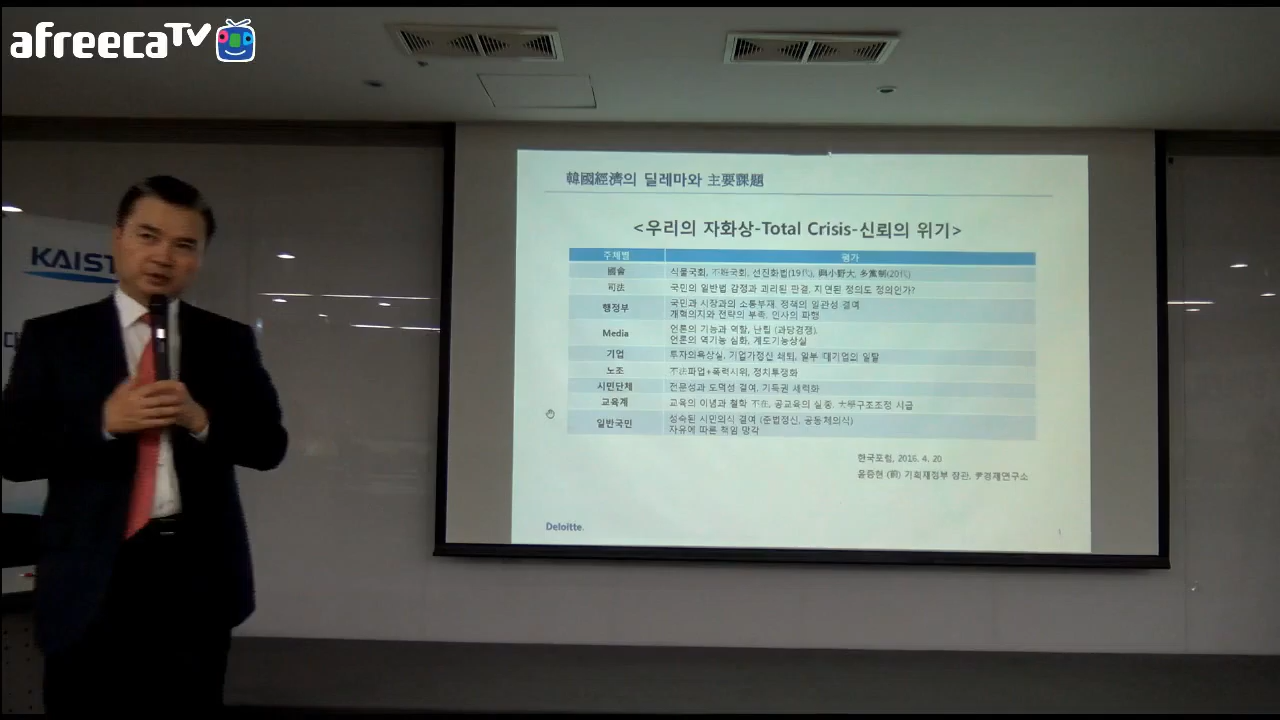 afreecaTV
KAIST
韓國經濟의 딜레마와 主要課題
<우리의 자화상-Total Crisis-신뢰의 위기>
주체별 평가
國會 식물국회, 不姙국회, 선진화법(19代), 與小野大, 多黨制(20代)
司法 국민의 일반법 감정과 괴리된 판결, 지연된 정의도 정의인가?
행정부 국민과 시장과의 소통부재, 정책의 일관성 결여
개혁의지와 전략의 부족, 인사의 파행
Media 언론의 기능과 역할, 난립 (과당경쟁),
언론의 역기능 심화, 계도기능상실
기업 투자의욕상실, 기업가정신 쇠퇴, 일부 대기업의 일탈
노조 不法파업+폭력시위, 정치투쟁화
시민단체 전문성과 도덕성 결여, 기득권 세력화
교육계 교육의 이념과 철학 不在, 공교육의 실종, 大學구조조정 시급
일반국민 성숙된 시민의식 결여 (준법정신, 공동체의식)
자유에 따른 책임 망각
한국포럼, 2016. 4. 20
윤증현 (前) 기획재정부 장관, 尹경제연구소
Deloitte.
1